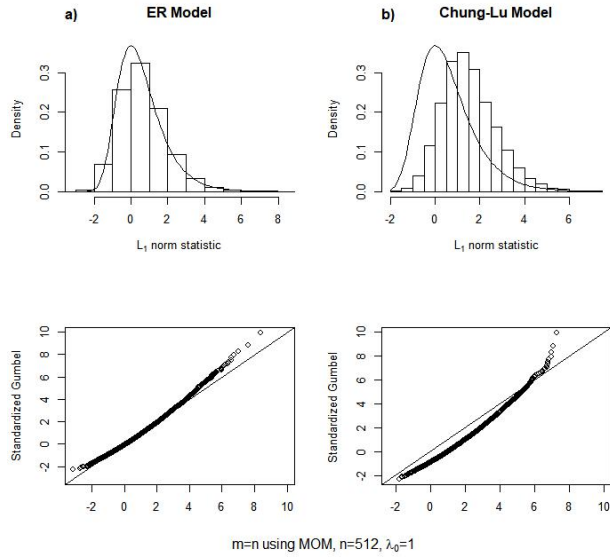 a) ER Model
b) Chung-Lu Model
Density
0.0 0.1 0.2 0.3
-2 0 2 4 6 8
L1 norm statistic
Density
0.0 0.1 0.2 0.3
-2 0 2 4 6
L1 norm statistic
Standardized Gumbel
-2 0 2 4 6 8 10
-2 0 2 4 6 8 10
Standardized Gumbel
-2 0 2 4 6 8 10
-2 0 2 4 6 8 10
m=n using MOM, n=512, λ0=1